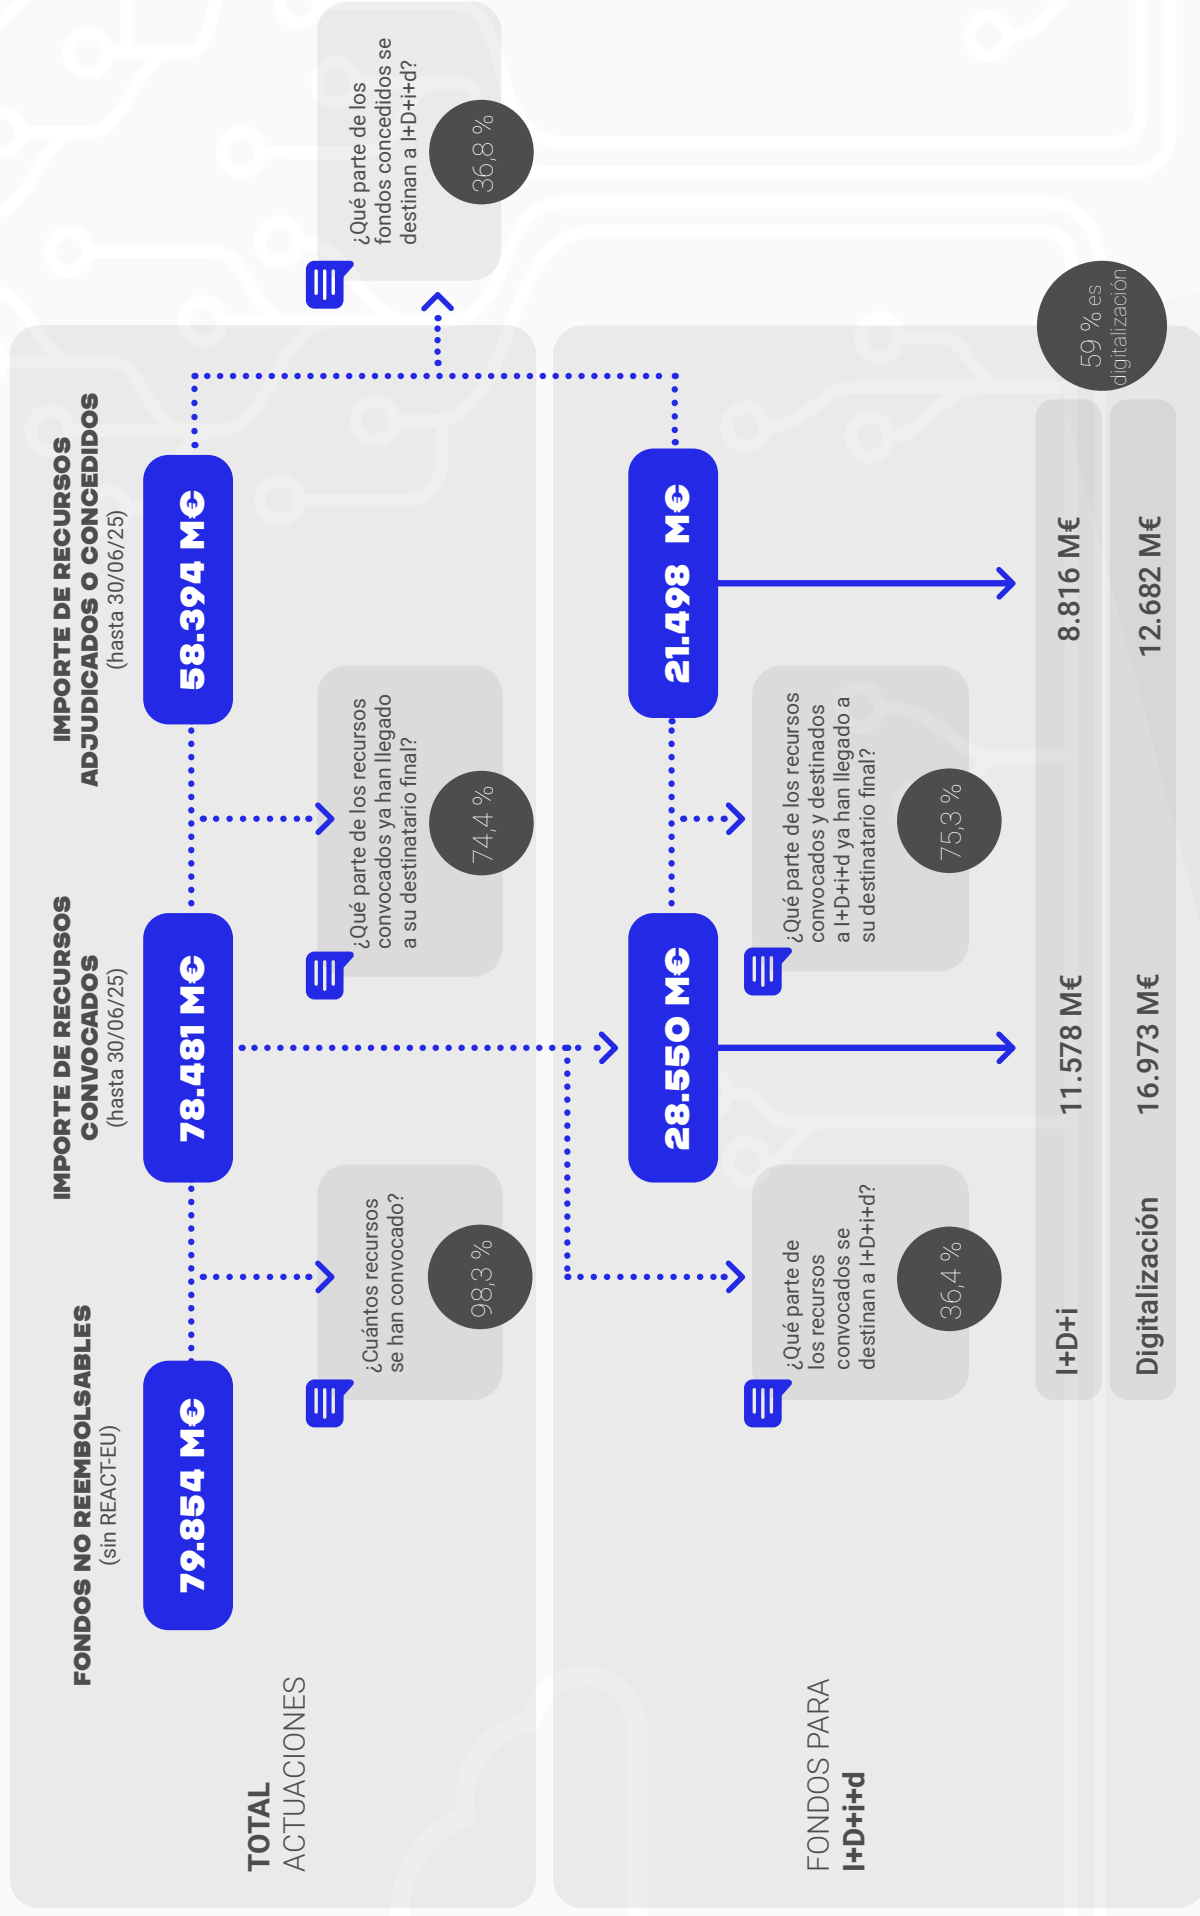 FONDOS NO REEMBOLSABLES
(sin REACT-EU)
IMPORTE DE RECURSOS
CONVOCADOS
(hasta 30/06/25)
IMPORTE DE RECURSOS
ADJUDICADOS O CONCEDIDOS
(hasta 30/06/25)
TOTAL
ACTUACIONES
79.854 M€
78.481 M€
58.394 M€
¿Cuántos recursos
se han convocado?
98,3 %
¿Qué parte de los recursos
convocados ya han llegado
a su destinatario final?
74,4 %
¿Qué parte de los
fondos concedidos se
destinan a I+D+i+d?
36,8 %
FONDOS PARA
I+D+i+d
28.550 M€
21.498 M€
¿Qué parte de
los recursos
convocados se
destinan a I+D+i+d?
36,4 %
¿Qué parte de los recursos
convocados y destinados
a I+D+i+d ya han llegado a
su destinatario final?
75,3 %
I+D+i 11.578 M€ 8.816 M€
Digitalización 16.973 M€ 12.682 M€
59 % es
digitalización